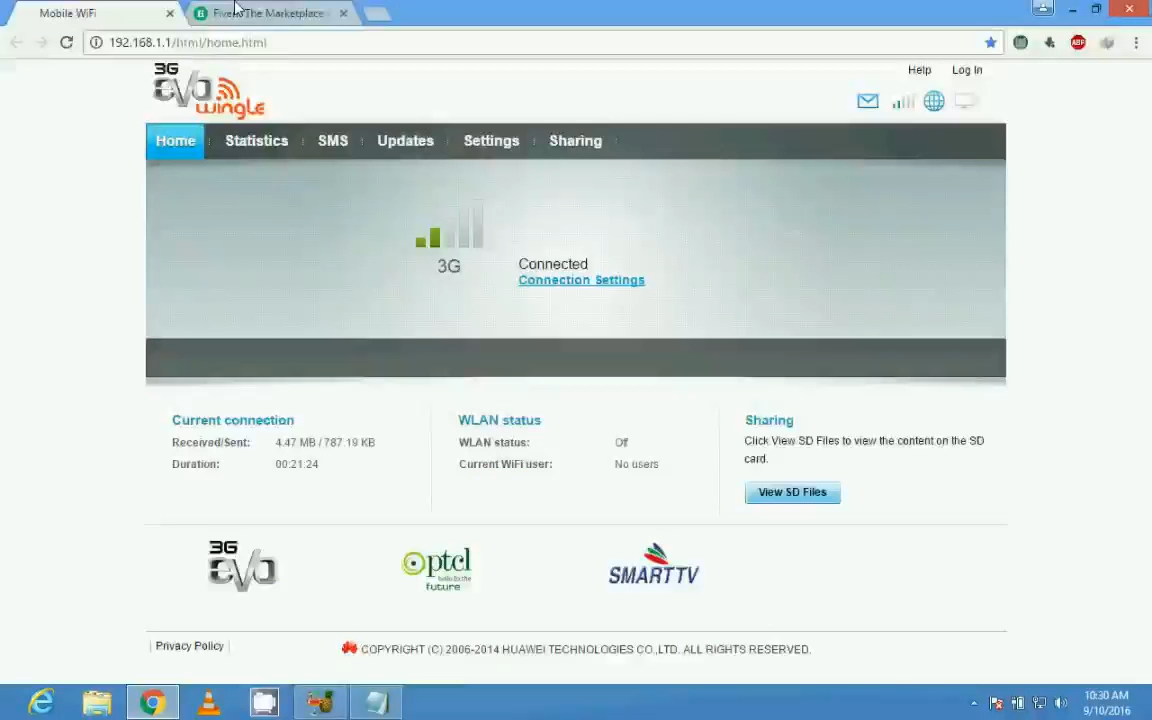 Mobile WiFi
The Marketplace
192.168.1.1/html/home.html
ABP
3G
evo
wingle
Help Log In
Home Statistics SMS Updates Settings Sharing
3G
Connected
Connection Settings
Current connection
Received/Sent: 4.47 MB / 787.19 KB
Duration: 00:21:24
WLAN status
WLAN status: Off
Current WiFi user: No users
Sharing
Click View SD Files to view the content on the SD
card.
View SD Files
3G
evo
ptcl
future
SMARTTV
Privacy Policy
COPYRIGHT (C) 2006-2014 HUAWEI TECHNOLOGIES CO.,LTD. ALL RIGHTS RESERVED.
10:30 AM
9/10/2016